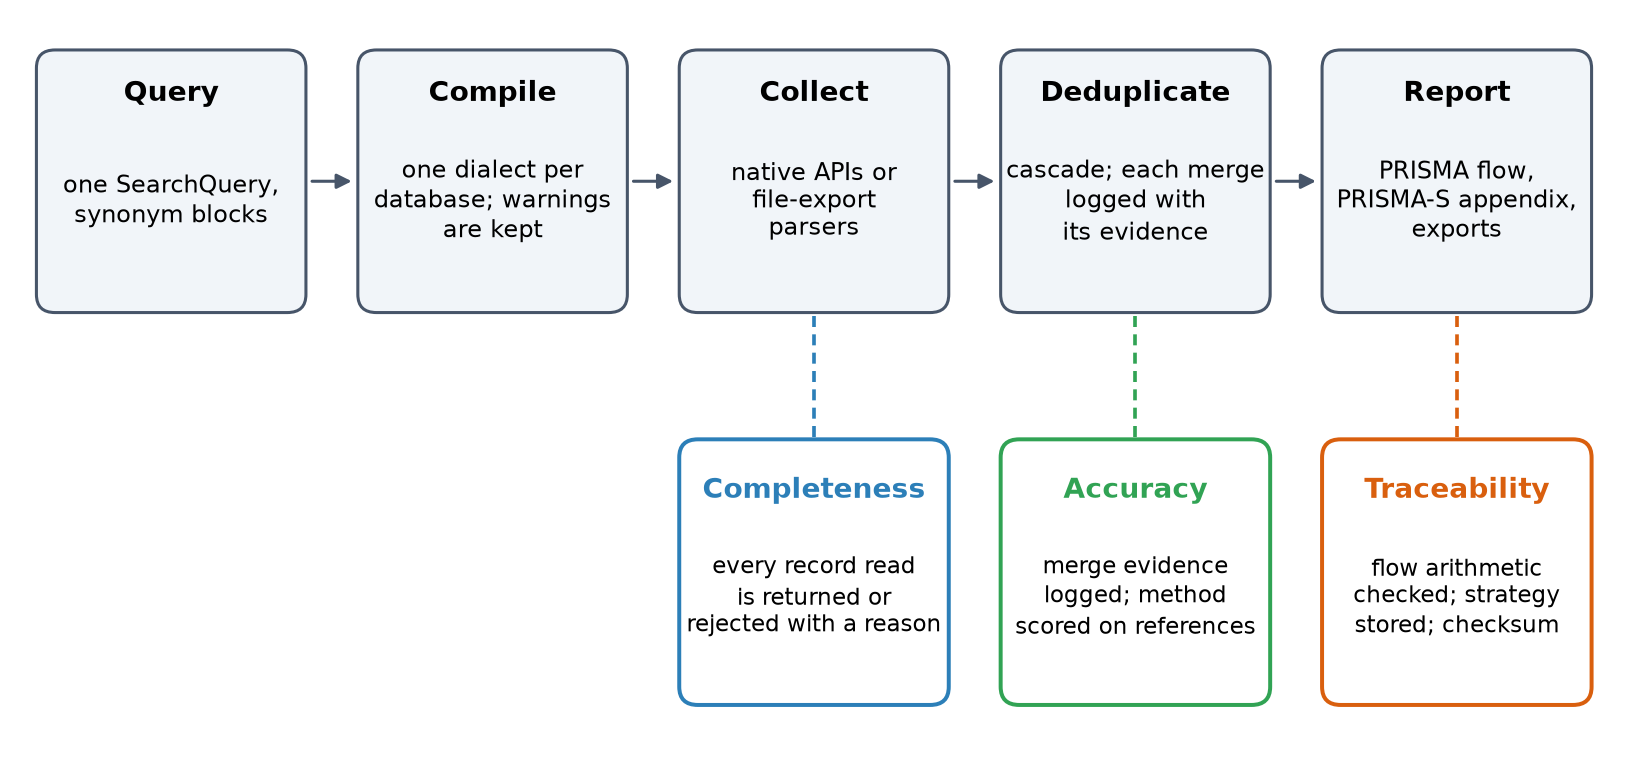 Query
one SearchQuery,
synonym blocks
Compile
one dialect per
database; warnings
are kept
Collect
native APIs or
file-export
parsers
Deduplicate
cascade; each merge
logged with
its evidence
Report
PRISMA flow,
PRISMA-S appendix,
exports
Completeness
every record read
is returned or
rejected with a reason
Accuracy
merge evidence
logged; method
scored on references
Traceability
flow arithmetic
checked; strategy
stored; checksum